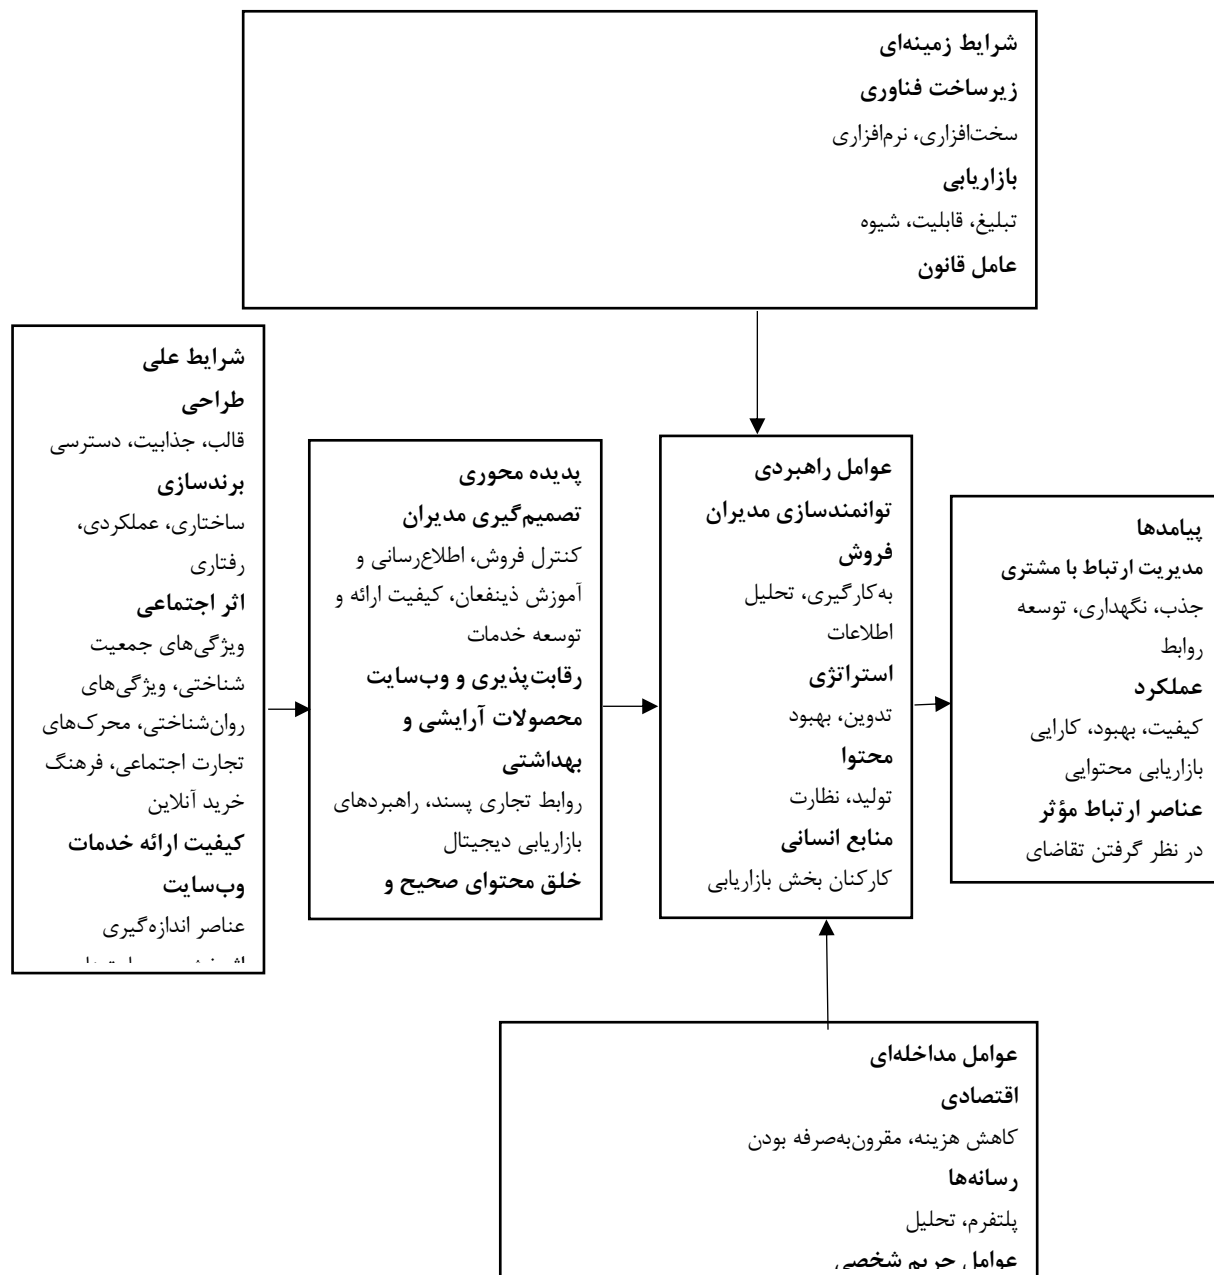 شرایط زمینه‌ای
زیرساخت فناوری
سخت‌افزاری، نرم‌افزاری
بازاریابی
تبلیغ، قابلیت، شیوه
عامل قانون
شرایط علی
طراحی
قالب، جذابیت، دسترسی
برندسازی
ساختاری، عملکردی،
رفتاری
اثر اجتماعی
ویژگی‌های جمعیت
شناختی، ویژگی‌های
روان‌شناختی، محرک‌های
تجارت اجتماعی، فرهنگ
خرید آنلاین
کیفیت ارائه خدمات
وب‌سایت
عناصر اندازه‌گیری
پدیده محوری
تصمیم‌گیری مدیران
کنترل فروش، اطلاع‌رسانی و
آموزش ذینفعان، کیفیت ارائه و
توسعه خدمات
رقابت‌پذیری و وب‌سایت
محصولات آرایشی و
بهداشتی
روابط تجاری پسند، راهبردهای
بازاریابی دیجیتال
خلق محتوای صحیح و
عوامل راهبردی
توانمندسازی مدیران
فروش
به‌کارگیری، تحلیل
اطلاعات
استراتژی
تدوین، بهبود
محتوا
تولید، نظارت
منابع انسانی
کارکنان بخش بازاریابی
پیامدها
مدیریت ارتباط با مشتری
جذب، نگهداری، توسعه
روابط
عملکرد
کیفیت، بهبود، کارایی
بازاریابی محتوایی
عناصر ارتباط مؤثر
در نظر گرفتن تقاضای
عوامل مداخله‌ای
اقتصادی
کاهش هزینه، مقرون‌به‌صرفه بودن
رسانه‌ها
پلتفرم، تحلیل
عوامل حریم شخصی